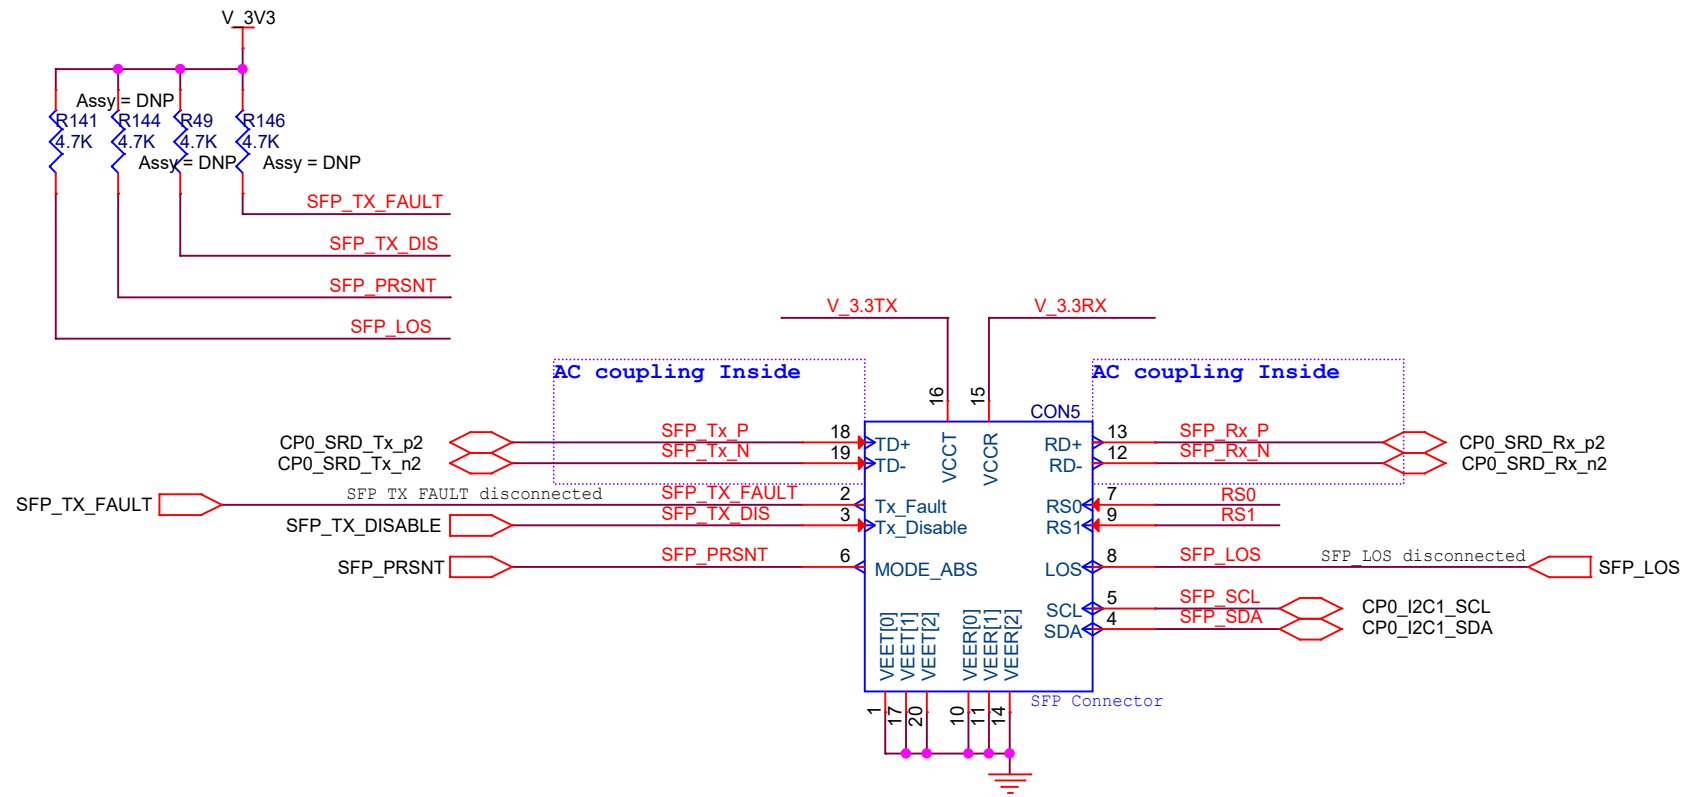 V_3V3
Assy = DNP
R141
R144
R49
R146
4.7K
4.7K
4.7K
4.7K
Assy = DNP
Assy = DNP
SFP_TX_FAULT
SFP_TX_DIS
SFP_PRSNT
SFP_LOS
V_3.3TX
V_3.3RX
AC coupling Inside
AC coupling Inside
16
15
CON5
CP0_SRD_Tx_p2
SFP_Tx_P
18
TD+
VCCT
VCCR
RD+
13
SFP_Rx_P
CP0_SRD_Rx_p2
CP0_SRD_Tx_n2
SFP_Tx_N
19
TD-
RD-
12
SFP_Rx_N
CP0_SRD_Rx_n2
SFP_TX_FAULT
SFP TX FAULT disconnected
SFP_TX_FAULT
2
Tx_Fault
RS0
7
RS0
SFP_TX_DISABLE
SFP_TX_DIS
3
Tx_Disable
RS1
9
RS1
SFP_PRSNT
SFP_PRSNT
6
MODE_ABS
LOS
8
SFP_LOS
SFP_LOS disconnected
SFP_LOS
SCL
5
SFP_SCL
CP0_I2C1_SCL
SDA
4
SFP_SDA
CP0_I2C1_SDA
VEET[0]
VEET[1]
VEET[2]
VEER[0]
VEER[1]
VEER[2]
SFP Connector
1
17
20
10
11
14